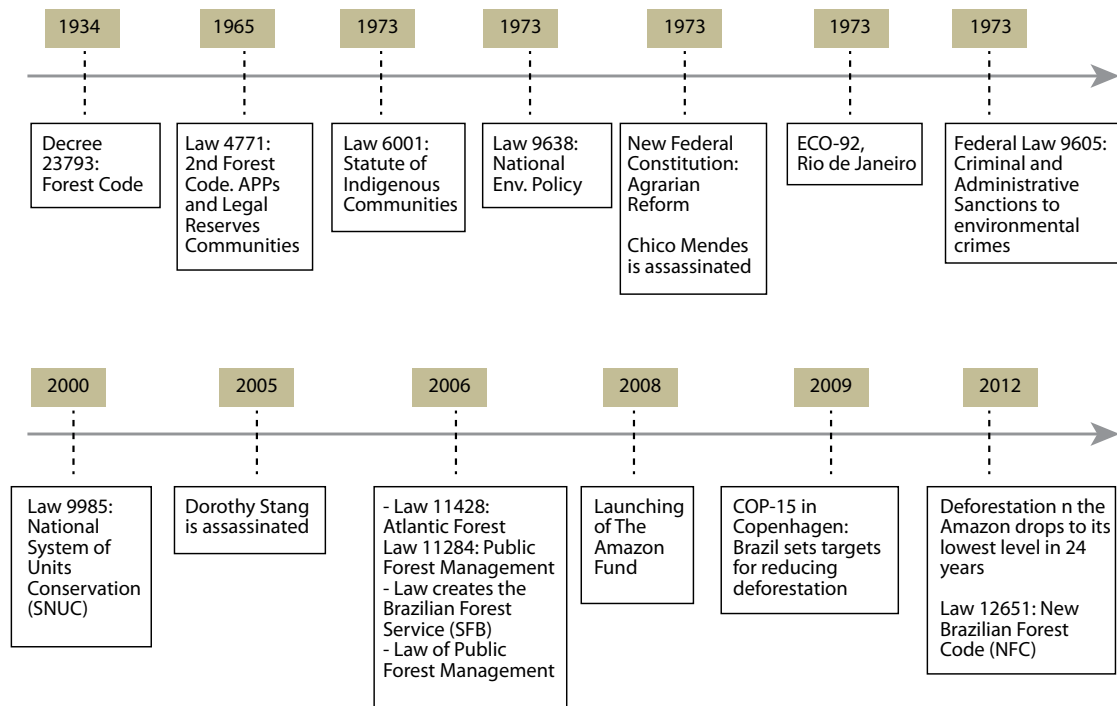 1934
1965
1973
1973
1973
1973
1973
Decree
23793:
Forest Code
Law 4771:
2nd Forest
Code. APPs
and Legal
Reserves
Communities
Law 6001:
Statute of
Indigenous
Communities
Law 9638:
National
Env. Policy
New Federal
Constitution:
Agrarian
Reform
Chico Mendes
is assassinated
ECO-92,
Rio de Janeiro
Federal Law 9605:
Criminal and
Administrative
Sanctions to
environmental
crimes
2000
2005
2006
2008
2009
2012
Law 9985:
National
System of
Units
Conservation
(SNUC)
Dorothy Stang
is assassinated
- Law 11428:
Atlantic Forest
Law 11284: Public
Forest Management
- Law creates the
Brazilian Forest
Service (SFB)
- Law of Public
Forest Management
Launching
of The
Amazon
Fund
COP-15 in
Copenhagen:
Brazil sets targets
for reducing
deforestation
Deforestation n the
Amazon drops to its
lowest level in 24
years
Law 12651: New
Brazilian Forest
Code (NFC)